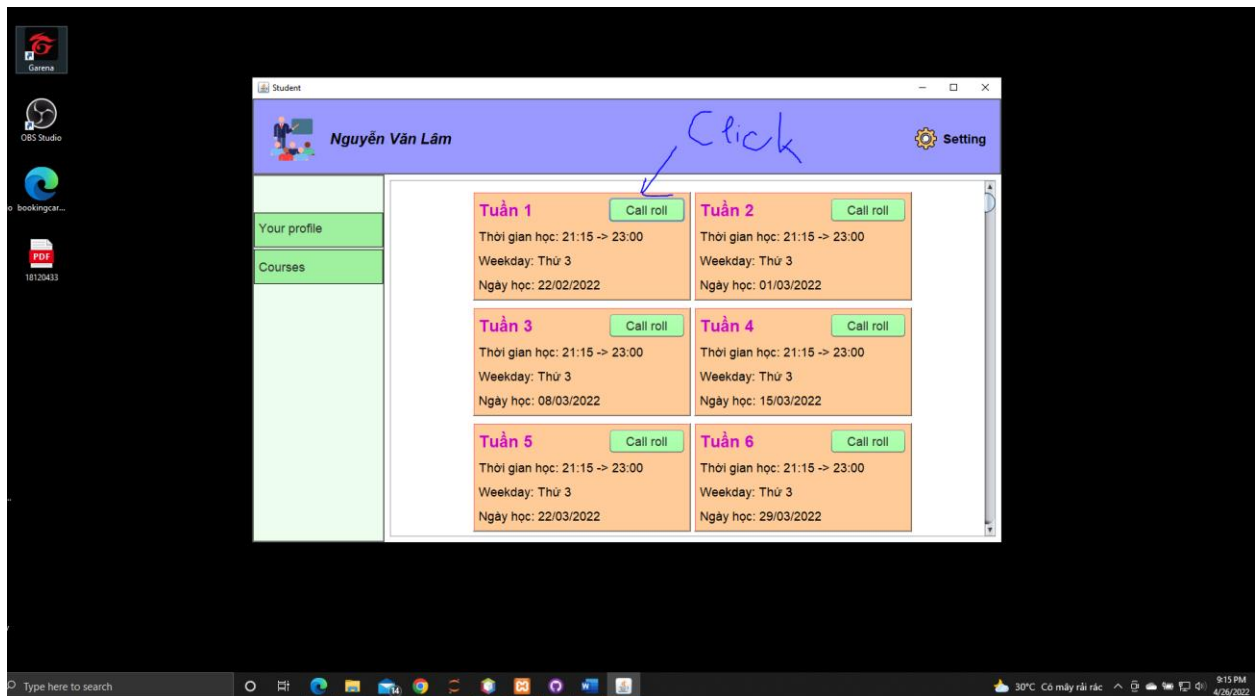 Garena
OBS Studio
o bookingcar...
PDF
18120433
Student
Nguyễn Văn Lâm
Click
Setting
Your profile
Courses
Tuần 1
Call roll
Thời gian học: 21:15 -> 23:00
Weekday: Thứ 3
Ngày học: 22/02/2022
Tuần 2
Call roll
Thời gian học: 21:15 -> 23:00
Weekday: Thứ 3
Ngày học: 01/03/2022
Tuần 3
Call roll
Thời gian học: 21:15 -> 23:00
Weekday: Thứ 3
Ngày học: 08/03/2022
Tuần 4
Call roll
Thời gian học: 21:15 -> 23:00
Weekday: Thứ 3
Ngày học: 15/03/2022
Tuần 5
Call roll
Thời gian học: 21:15 -> 23:00
Weekday: Thứ 3
Ngày học: 22/03/2022
Tuần 6
Call roll
Thời gian học: 21:15 -> 23:00
Weekday: Thứ 3
Ngày học: 29/03/2022
Type here to search
14
30°C Có mây rải rác
9:15 PM
4/26/2022